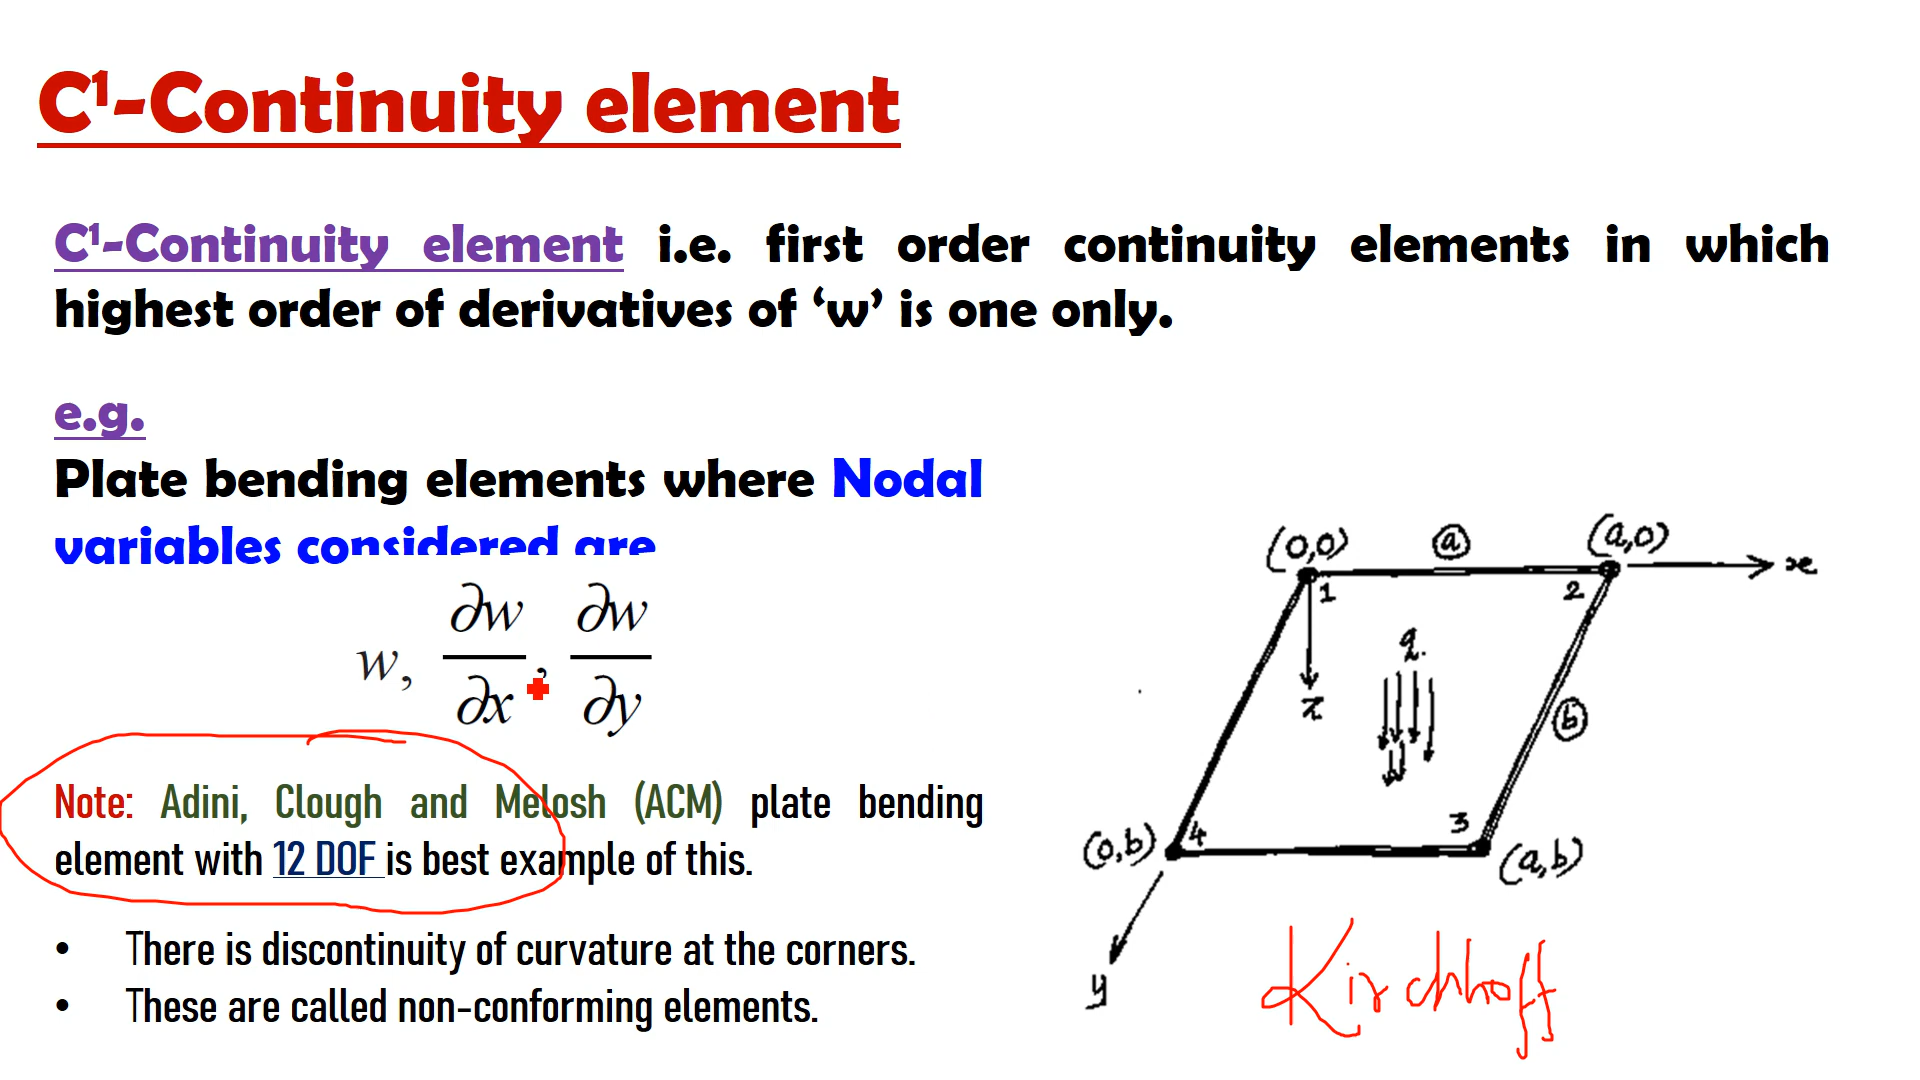 C¹-Continuity element
C¹-Continuity element i.e. first order continuity elements in which
highest order of derivatives of ‘w’ is one only.
e.g.
Plate bending elements where Nodal
variables considered are
w, ∂w/∂x, ∂w/∂y
Note: Adini, Clough and Melosh (ACM) plate bending
element with 12 DOF is best example of this.
• There is discontinuity of curvature at the corners.
• These are called non-conforming elements.
(0,0) a (a,0)
x
1 2
q.
z
b
(0,b) 4 3
(a,b)
y
Kirchhoff